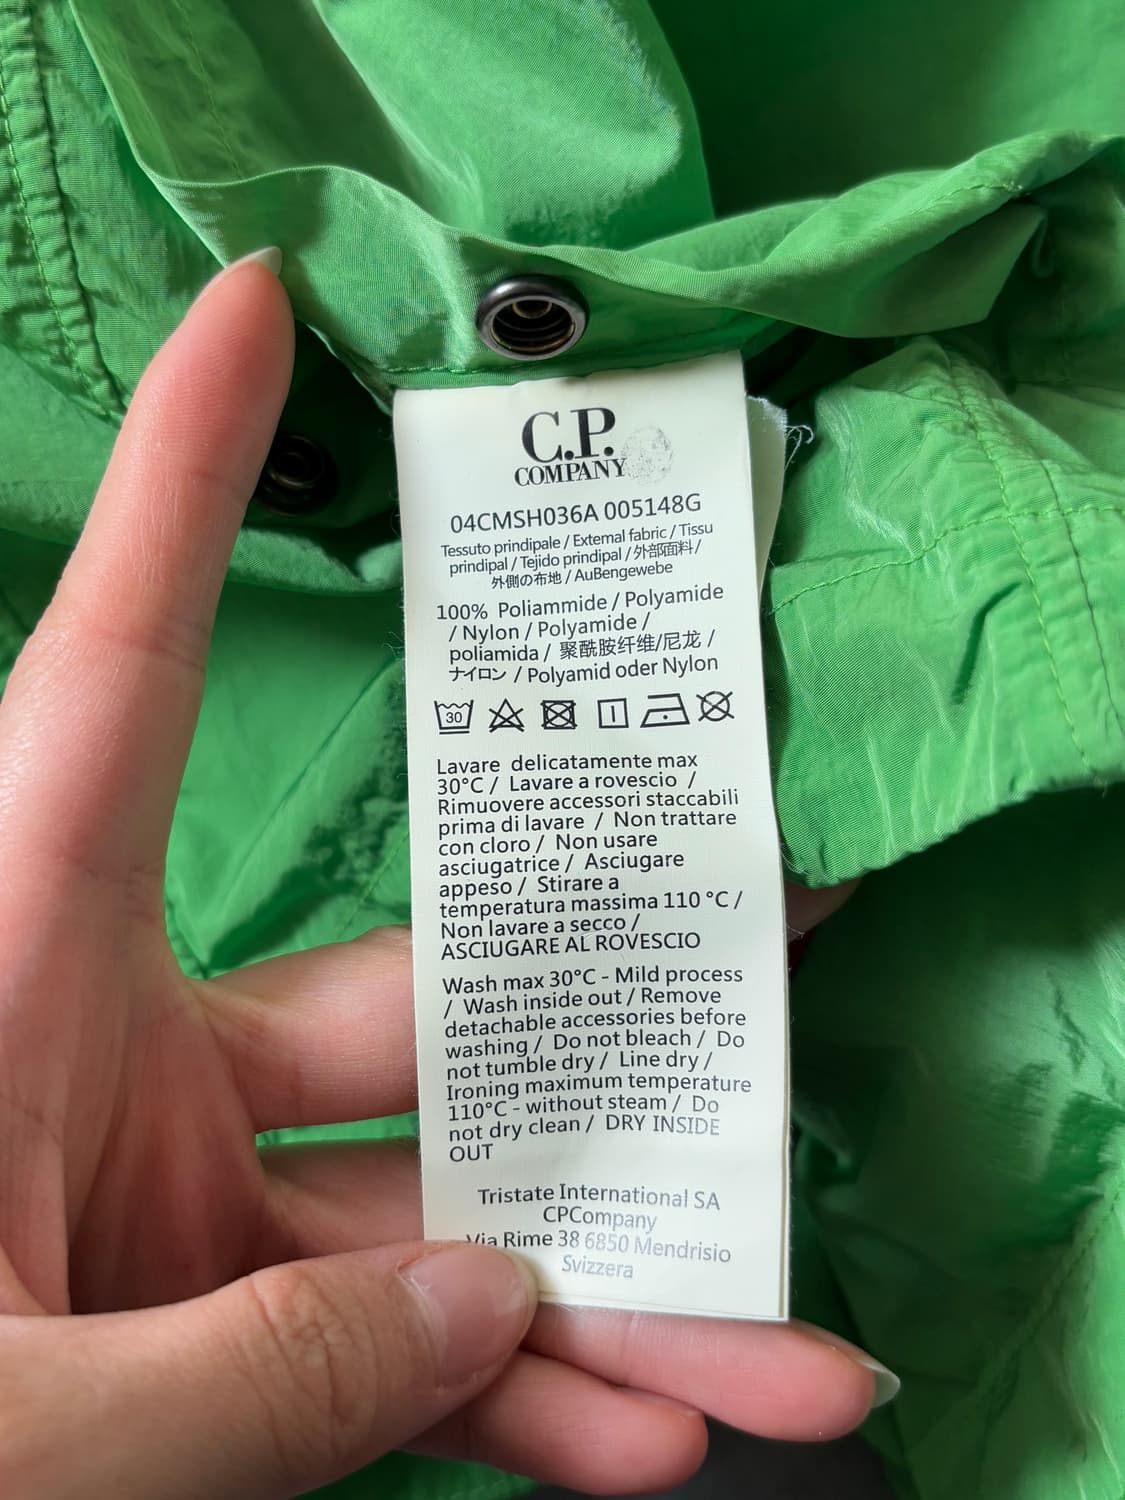 C.P.
COMPANY
04CMSH036A 005148G
Tessuto prindipale / Extemal fabric / Tissu
prindipal / Tejido prindipal / 外部面料 /
外側の布地 / AuBengewebe
100% Poliammide / Polyamide
/ Nylon / Polyamide /
poliamida / 聚酰胺纤维/尼龙 /
ナイロン / Polyamid oder Nylon
30
Lavare delicatamente max
30°C / Lavare a rovescio /
Rimuovere accessori staccabili
prima di lavare / Non trattare
con cloro / Non usare
asciugatrice / Asciugare
appeso / Stirare a
temperatura massima 110 °C /
Non lavare a secco /
ASCIUGARE AL ROVESCIO
Wash max 30°C - Mild process
/ Wash inside out / Remove
detachable accessories before
washing / Do not bleach / Do
not tumble dry / Line dry /
Ironing maximum temperature
110°C - without steam / Do
not dry clean / DRY INSIDE
OUT
Tristate International SA
CPCompany
Via Rime 38 6850 Mendrisio
Svizzera